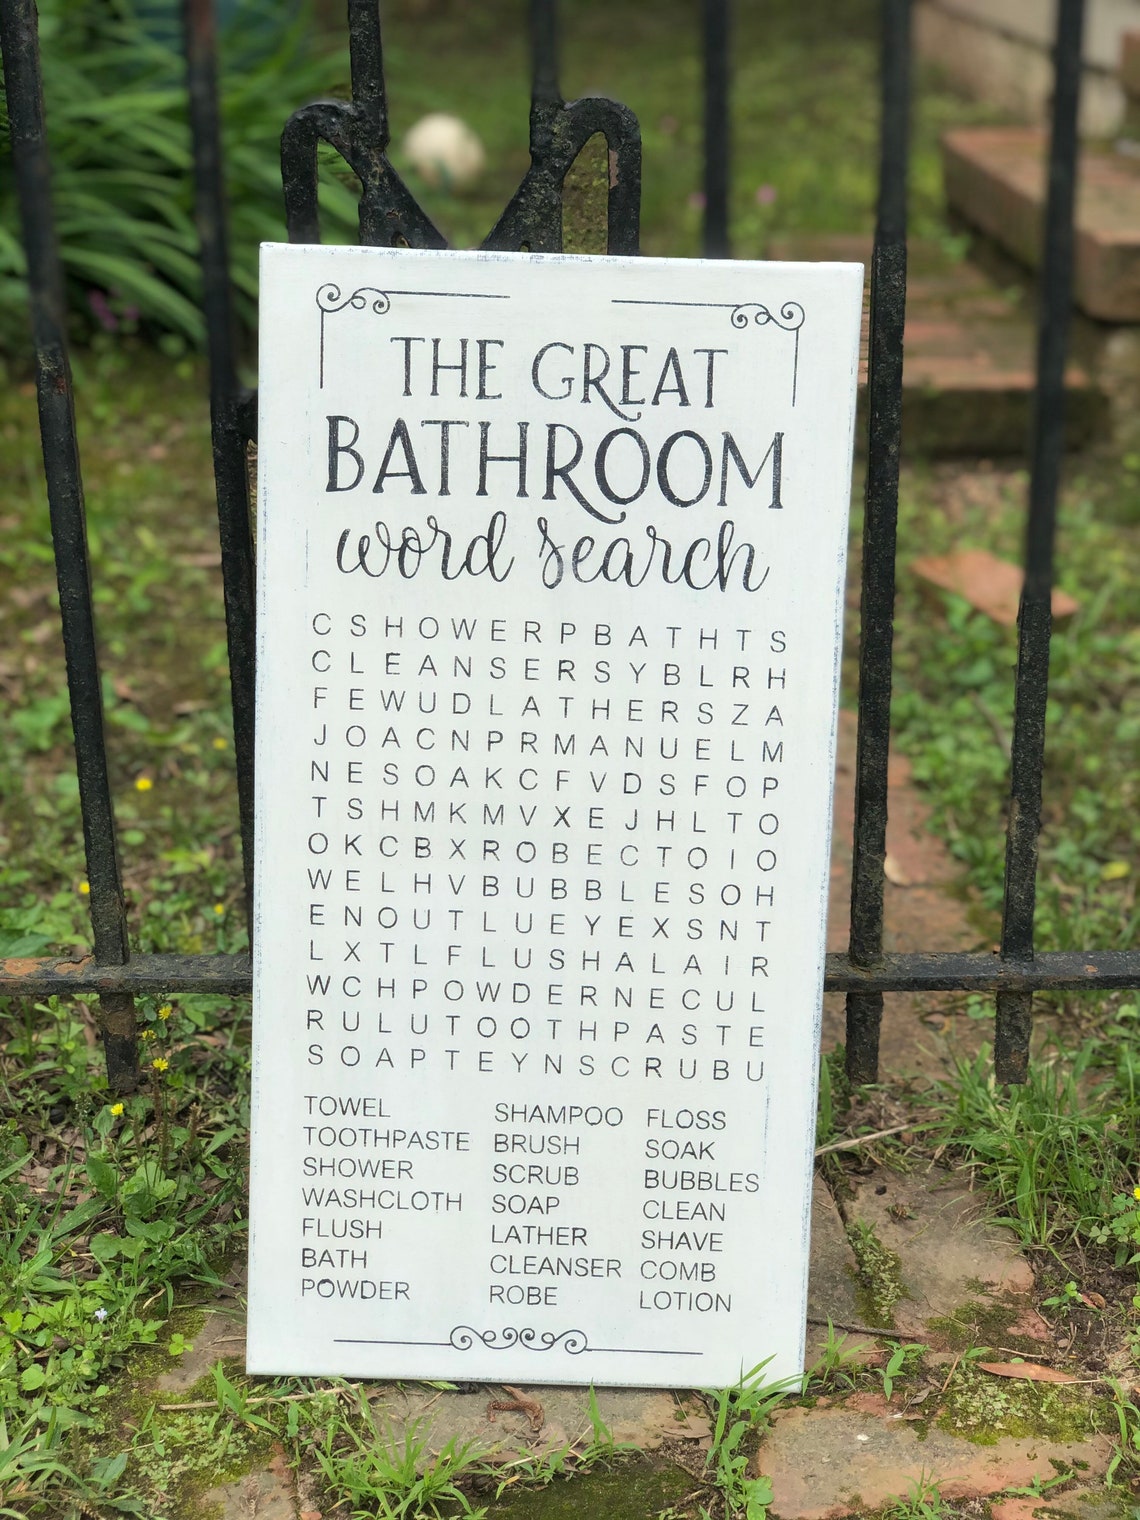 THE GREAT
BATHROOM
word search
C S H O W E R P B A T H T S
C L E A N S E R S Y B L R H
F E W U D L A T H E R S Z A
J O A C N P R M A N U E L M
N E S O A K C F V D S F O P
T S H M K M V X E J H L T O
O K C B X R O B E C T O I O
W E L H V B U B B L E S O H
E N O U T L U E Y E X S N T
L X T L F L U S H A L A I R
W C H P O W D E R N E C U L
R U L U T O O T H P A S T E
S O A P T E Y N S C R U B U
TOWEL SHAMPOO FLOSS
TOOTHPASTE BRUSH SOAK
SHOWER SCRUB BUBBLES
WASHCLOTH SOAP CLEAN
FLUSH LATHER SHAVE
BATH CLEANSER COMB
POWDER ROBE LOTION